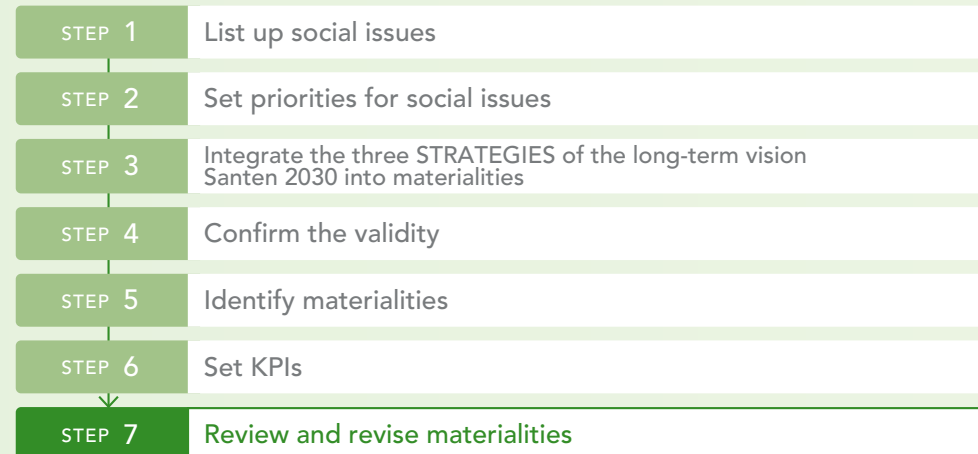 STEP 1
List up social issues
STEP 2
Set priorities for social issues
STEP 3
Integrate the three STRATEGIES of the long-term vision
Santen 2030 into materialities
STEP 4
Confirm the validity
STEP 5
Identify materialities
STEP 6
Set KPIs
STEP 7
Review and revise materialities